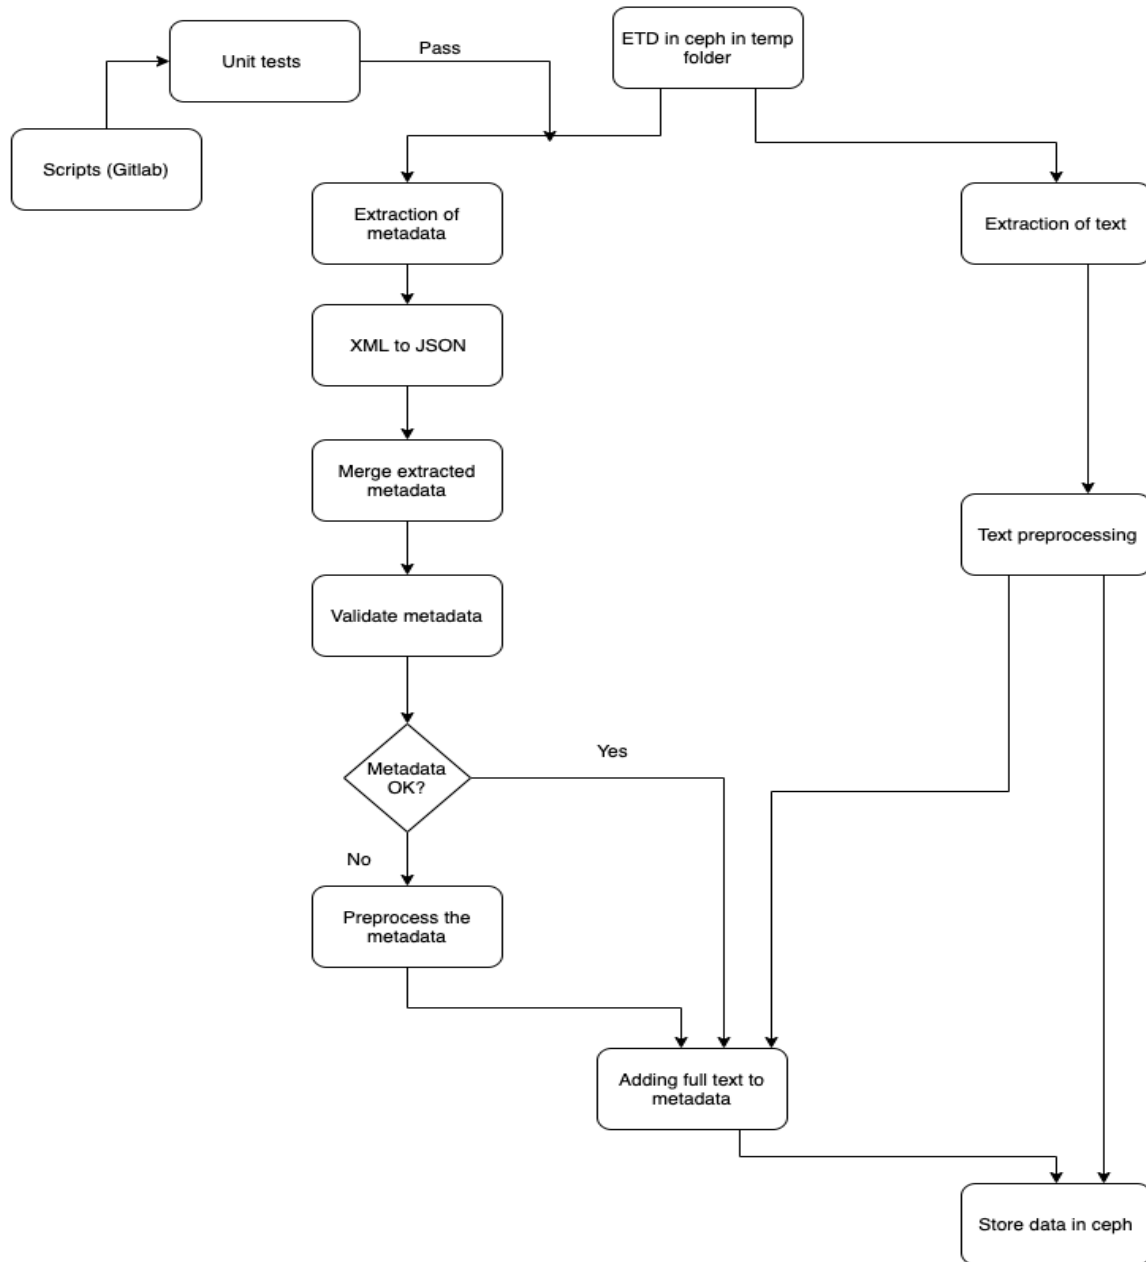 ETD in ceph in temp
folder
Pass
Unit tests
Scripts (Gitlab)
Extraction of
metadata
Extraction of text
XML to JSON
Merge extracted
metadata
Text preprocessing
Validate metadata
Metadata
OK?
Yes
No
Preprocess the
metadata
Adding full text to
metadata
Store data in ceph